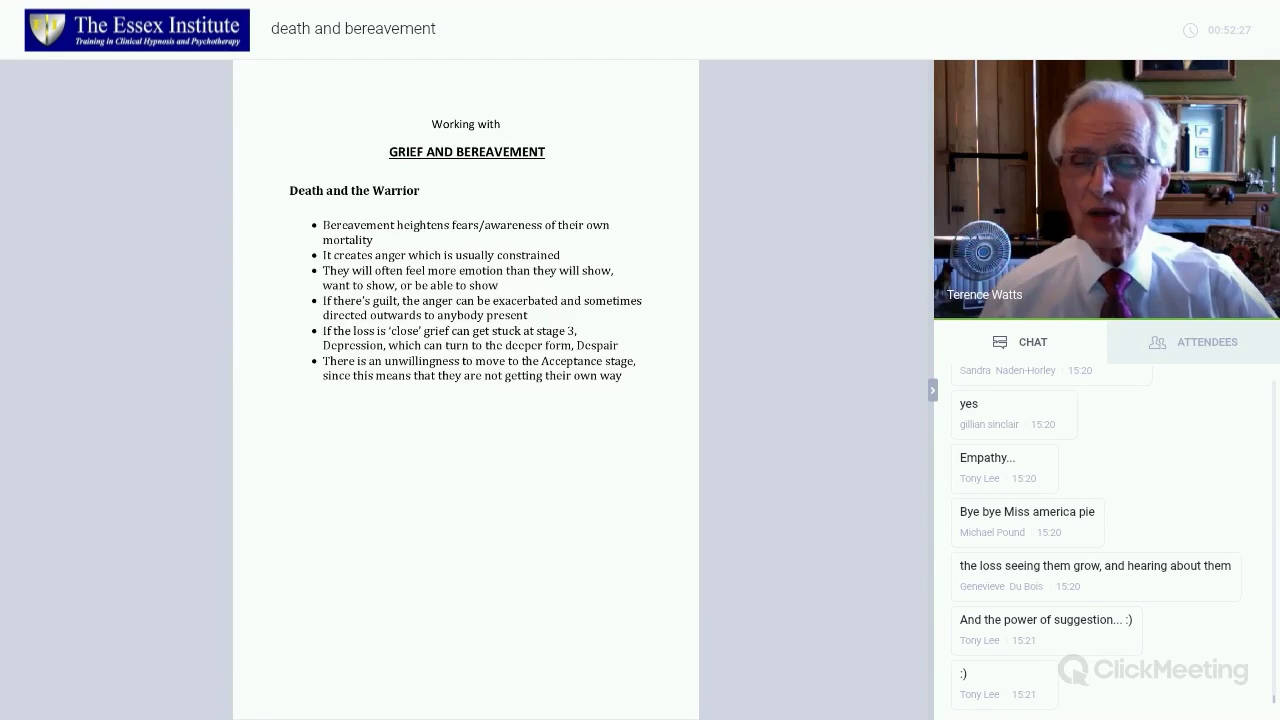 The Essex Institute
Training in Clinical Hypnosis and Psychotherapy
death and bereavement
00:52:27
Working with
GRIEF AND BEREAVEMENT
Death and the Warrior
• Bereavement heightens fears/awareness of their own
mortality
• It creates anger which is usually constrained
• They will often feel more emotion than they will show,
want to show, or be able to show
• If there's guilt, the anger can be exacerbated and sometimes
directed outwards to anybody present
• If the loss is 'close' grief can get stuck at stage 3,
Depression, which can turn to the deeper form, Despair
• There is an unwillingness to move to the Acceptance stage,
since this means that they are not getting their own way
Terence Watts
CHAT
ATTENDEES
Sandra Naden-Horley 15:20
yes
gillian sinclair 15:20
Empathy...
Tony Lee 15:20
Bye bye Miss america pie
Michael Pound 15:20
the loss seeing them grow, and hearing about them
Genevieve Du Bois 15:20
And the power of suggestion... :)
Tony Lee 15:21
:)
Tony Lee 15:21
ClickMeeting